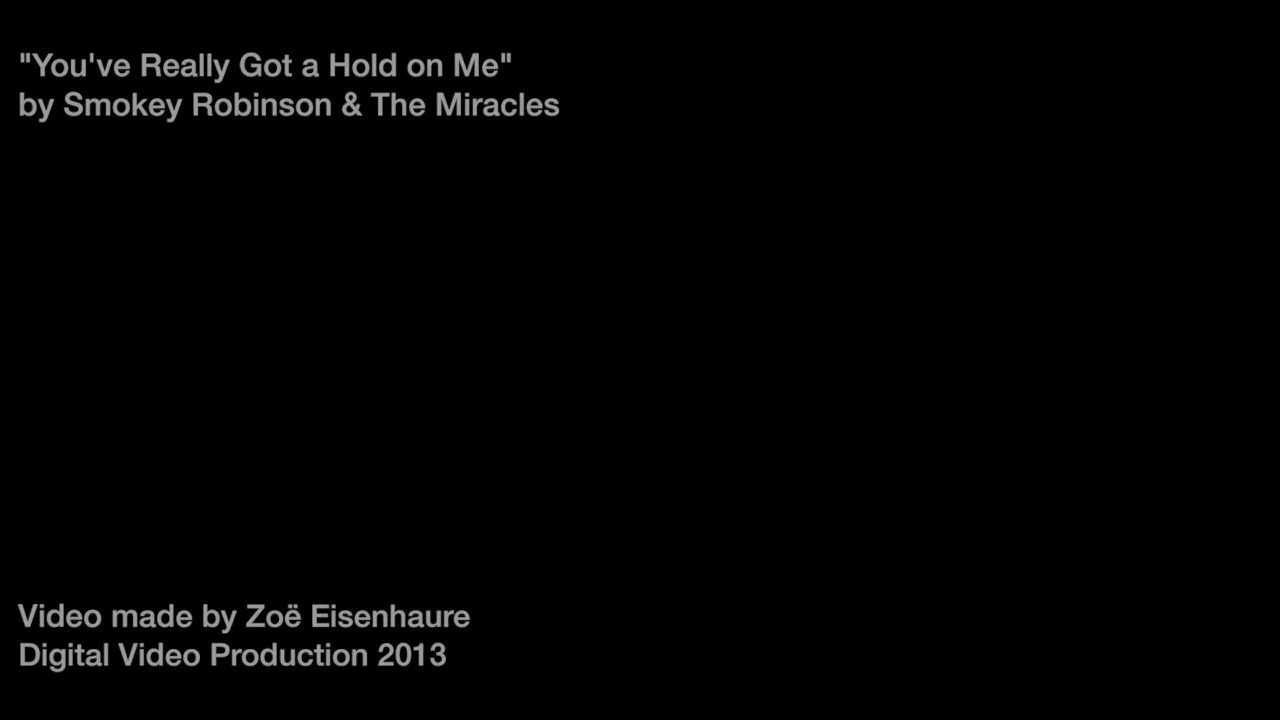 "You've Really Got a Hold on Me"
by Smokey Robinson & The Miracles
Video made by Zoë Eisenhaure
Digital Video Production 2013